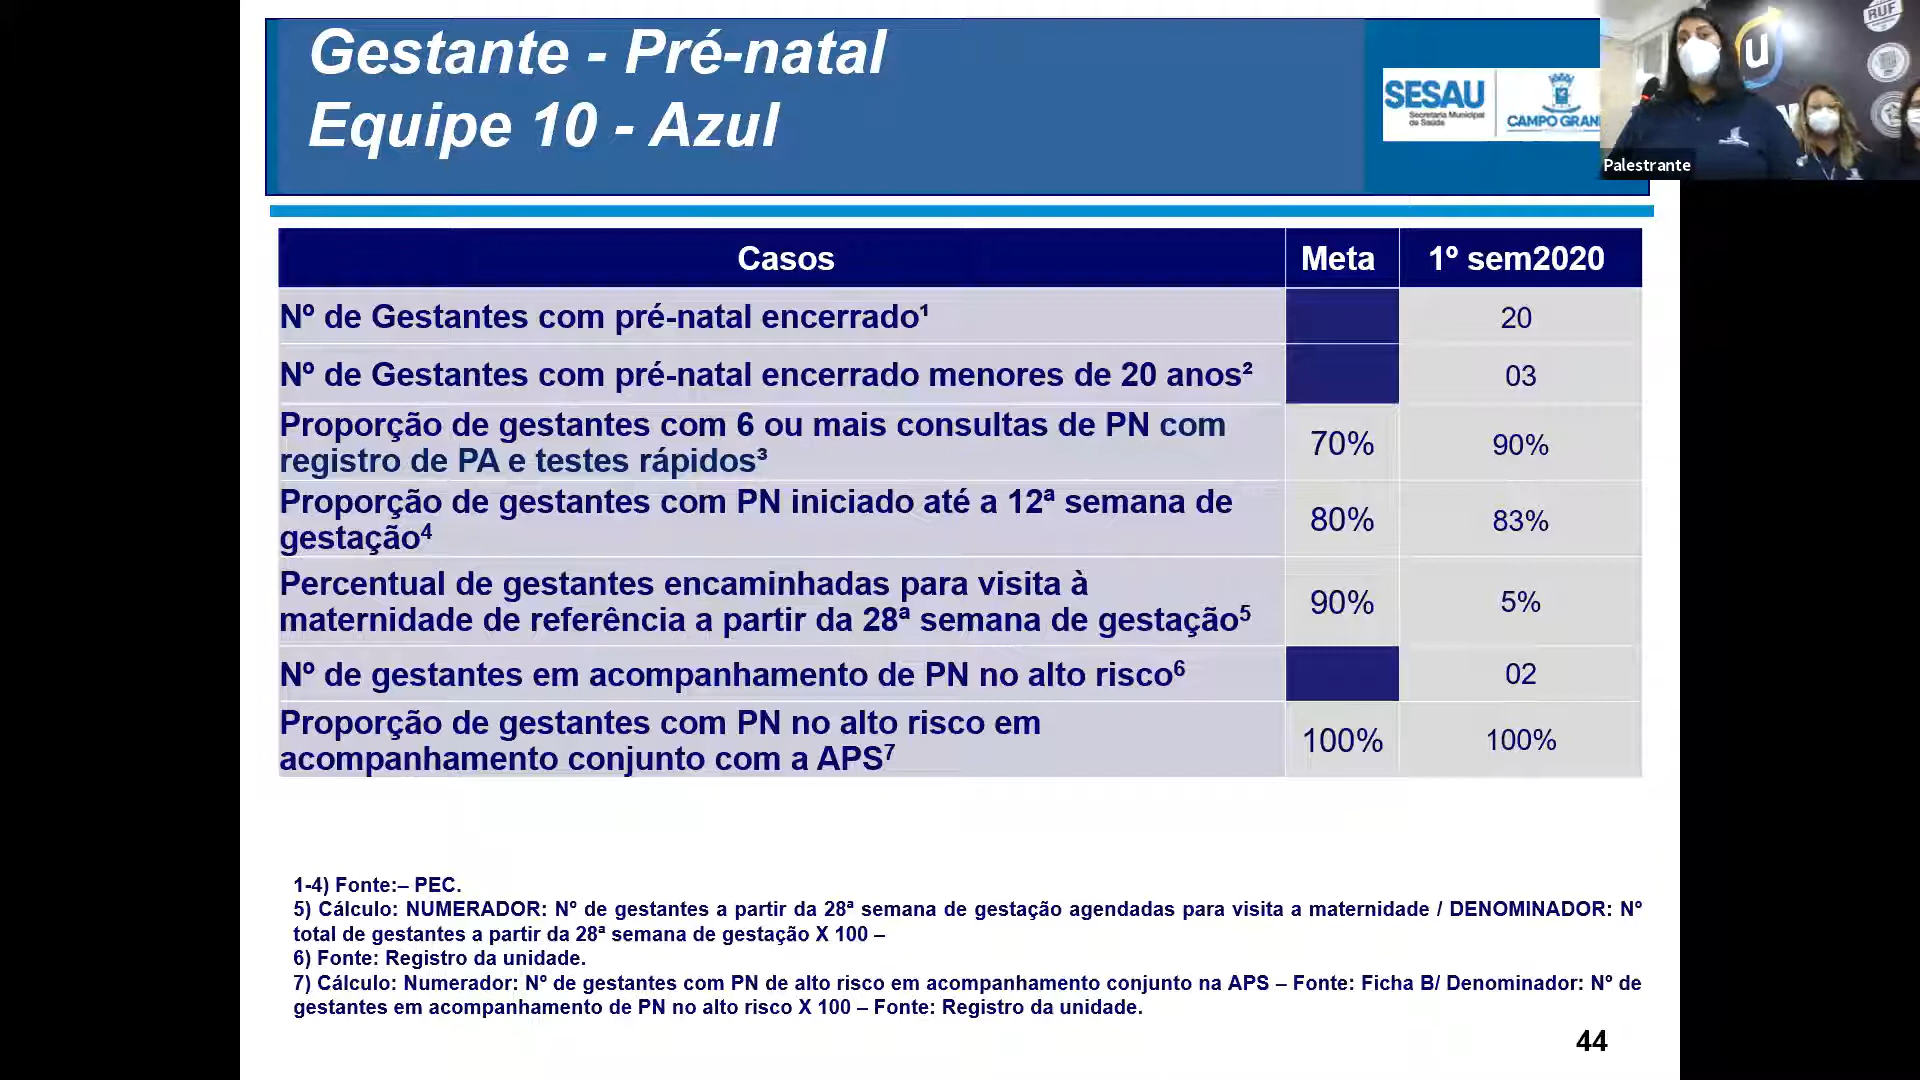 Gestante - Pré-natal
Equipe 10 - Azul
SESAU
Secretaria Municipal
de Saúde
CAMPO GRAN
RUF
U
Palestrante
Casos
Meta
1º sem2020
Nº de Gestantes com pré-natal encerrado¹
20
Nº de Gestantes com pré-natal encerrado menores de 20 anos²
03
Proporção de gestantes com 6 ou mais consultas de PN com
registro de PA e testes rápidos³
70%
90%
Proporção de gestantes com PN iniciado até a 12ª semana de
gestação⁴
80%
83%
Percentual de gestantes encaminhadas para visita à
maternidade de referência a partir da 28ª semana de gestação⁵
90%
5%
Nº de gestantes em acompanhamento de PN no alto risco⁶
02
Proporção de gestantes com PN no alto risco em
acompanhamento conjunto com a APS⁷
100%
100%
1-4) Fonte:– PEC.
5) Cálculo: NUMERADOR: Nº de gestantes a partir da 28ª semana de gestação agendadas para visita a maternidade / DENOMINADOR: Nº
total de gestantes a partir da 28ª semana de gestação X 100 –
6) Fonte: Registro da unidade.
7) Cálculo: Numerador: Nº de gestantes com PN de alto risco em acompanhamento conjunto na APS – Fonte: Ficha B/ Denominador: Nº de
gestantes em acompanhamento de PN no alto risco X 100 – Fonte: Registro da unidade.
44